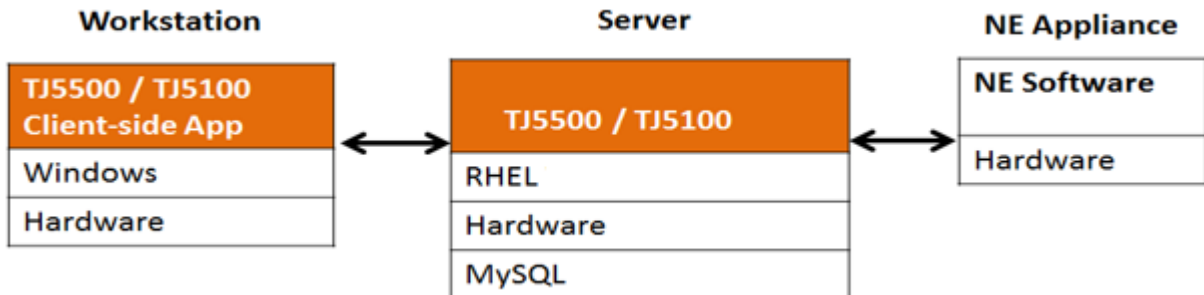 Workstation
TJ5500 / TJ5100
Client-side App
Windows
Hardware
Server
TJ5500 / TJ5100
RHEL
Hardware
MySQL
NE Appliance
NE Software
Hardware